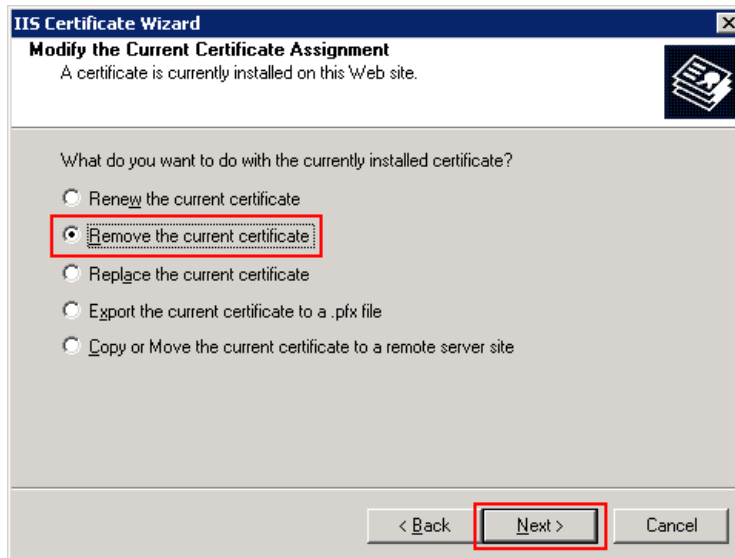 IIS Certificate Wizard
Modify the Current Certificate Assignment
A certificate is currently installed on this Web site.
What do you want to do with the currently installed certificate?
Renew the current certificate
Remove the current certificate
Replace the current certificate
Export the current certificate to a .pfx file
Copy or Move the current certificate to a remote server site
< Back Next > Cancel